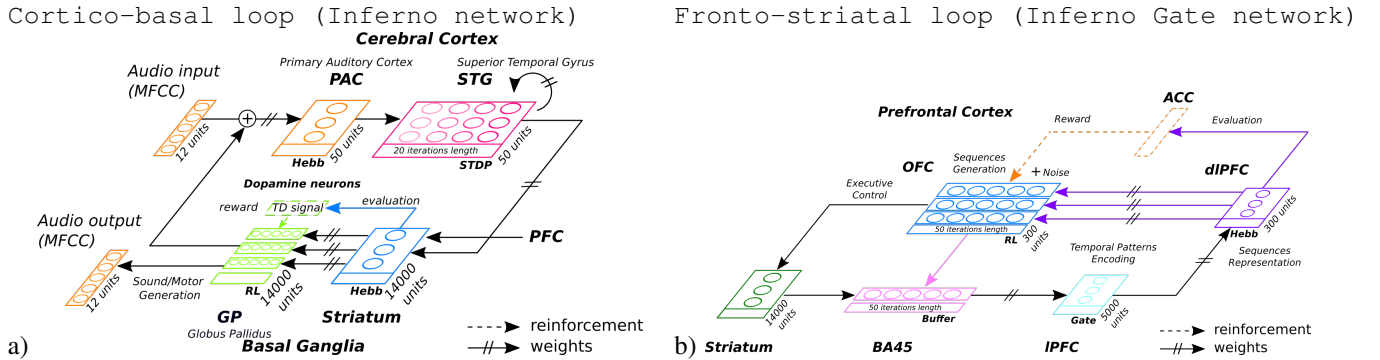 Cortico-basal loop (Inferno network)
Cerebral Cortex
Primary Auditory Cortex
PAC
Superior Temporal Gyrus
STG
Audio input
(MFCC)
12 units
+
Hebb
50 units
20 iterations length
STDP
50 units
Dopamine neurons
reward
TD signal
evaluation
Audio output
(MFCC)
12 units
PFC
Sound/Motor
Generation
RL
14000
units
Hebb
14000
units
GP
Globus Pallidus
Striatum
Basal Ganglia
reinforcement
weights
a)
Fronto-striatal loop (Inferno Gate network)
Prefrontal Cortex
ACC
Reward
Evaluation
OFC
Sequences
Generation
+ Noise
dlPFC
Executive
Control
50 iterations length
RL
300
units
Hebb
300 units
Temporal Patterns
Encoding
Sequences
Representation
14000
units
50 iterations length
Buffer
Gate
5000
units
Striatum
BA45
lPFC
reinforcement
weights
b)